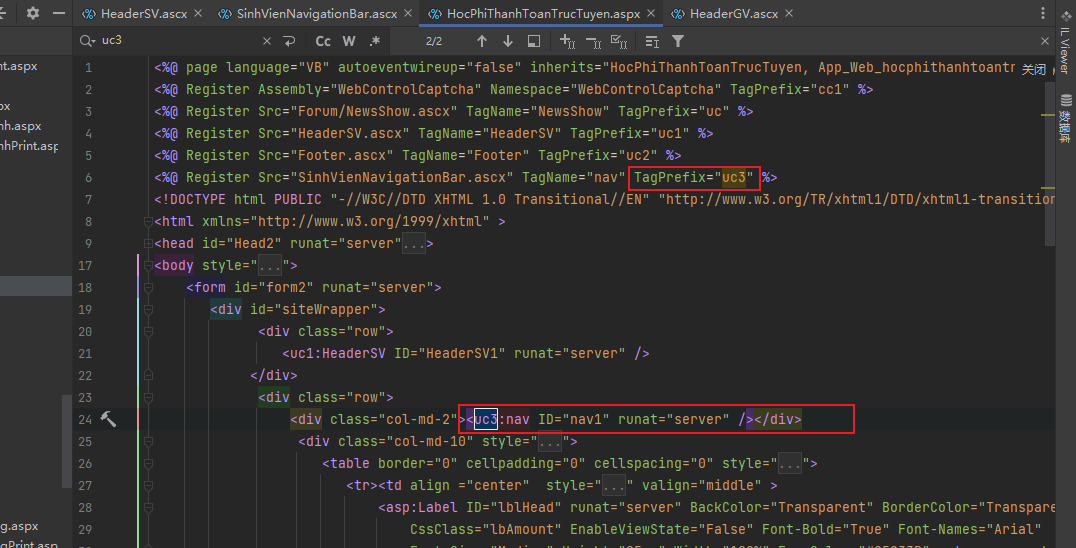 HeaderSV.ascx SinhVienNavigationBar.ascx HocPhiThanhToanTrucTuyen.aspx HeaderGV.ascx
uc3 Cc W .* 2/2
nt.aspx
px
nh.aspx
nhPrint.asp
g.aspx
gPrint.asp
1 <%@ page language="VB" autoeventwireup="false" inherits="HocPhiThanhToanTrucTuyen, App_Web_hocphithanhtoantr 关闭
2 <%@ Register Assembly="WebControlCaptcha" Namespace="WebControlCaptcha" TagPrefix="cc1" %>
3 <%@ Register Src="Forum/NewsShow.ascx" TagName="NewsShow" TagPrefix="uc" %>
4 <%@ Register Src="HeaderSV.ascx" TagName="HeaderSV" TagPrefix="uc1" %>
5 <%@ Register Src="Footer.ascx" TagName="Footer" TagPrefix="uc2" %>
6 <%@ Register Src="SinhVienNavigationBar.ascx" TagName="nav" TagPrefix="uc3" %>
7 <!DOCTYPE html PUBLIC "-//W3C//DTD XHTML 1.0 Transitional//EN" "http://www.w3.org/TR/xhtml1/DTD/xhtml1-transition
8 <html xmlns="http://www.w3.org/1999/xhtml" >
9 <head id="Head2" runat="server"...>
17 <body style="...">
18 <form id="form2" runat="server">
19 <div id="siteWrapper">
20 <div class="row">
21 <uc1:HeaderSV ID="HeaderSV1" runat="server" />
22 </div>
23 <div class="row">
24 <div class="col-md-2"><uc3:nav ID="nav1" runat="server" /></div>
25 <div class="col-md-10" style="...">
26 <table border="0" cellpadding="0" cellspacing="0" style="...">
27 <tr><td align ="center" style="..." valign="middle" >
28 <asp:Label ID="lblHead" runat="server" BackColor="Transparent" BorderColor="Transpare
29 CssClass="lbAmount" EnableViewState="False" Font-Bold="True" Font-Names="Arial"
IL Viewer
数据库